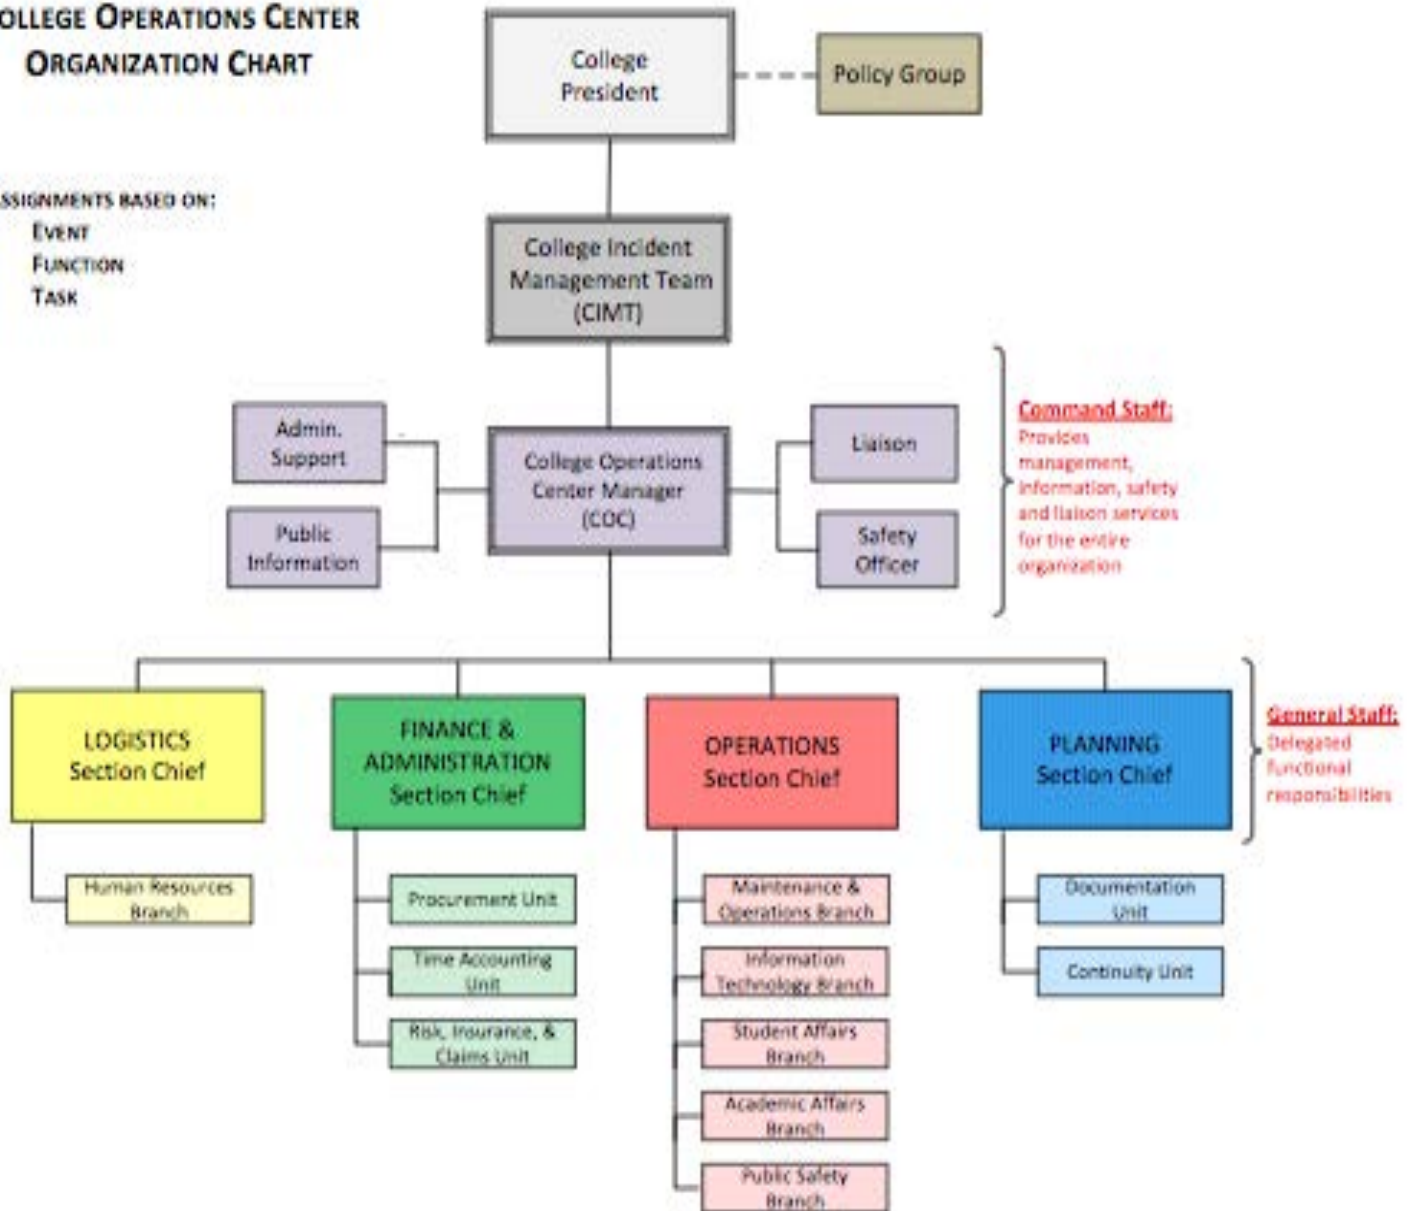 OLLEGE OPERATIONS CENTER
ORGANIZATION CHART
SSIGNMENTS BASED ON:
EVENT
FUNCTION
TASK
College
President
Policy Group
College Incident
Management Team
(CIMT)
Admin.
Support
Public
Information
College Operations
Center Manager
(COC)
Liaison
Safety
Officer
Command Staff:
Provides
management,
information, safety
and liaison services
for the entire
organization
LOGISTICS
Section Chief
FINANCE &
ADMINISTRATION
Section Chief
OPERATIONS
Section Chief
PLANNING
Section Chief
General Staff:
Delegated
functional
responsibilities
Human Resources
Branch
Procurement Unit
Time Accounting
Unit
Risk, Insurance, &
Claims Unit
Maintenance &
Operations Branch
Information
Technology Branch
Student Affairs
Branch
Academic Affairs
Branch
Public Safety
Branch
Documentation
Unit
Continuity Unit